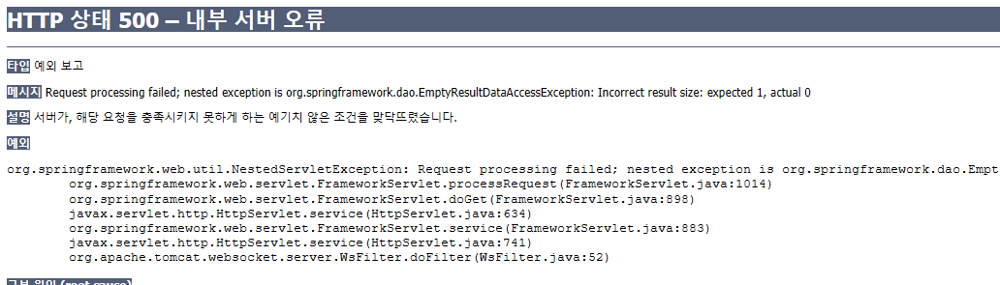 HTTP 상태 500 – 내부 서버 오류
타입 예외 보고
메시지 Request processing failed; nested exception is org.springframework.dao.EmptyResultDataAccessException: Incorrect result size: expected 1, actual 0
설명 서버가, 해당 요청을 충족시키지 못하게 하는 예기치 않은 조건을 맞닥뜨렸습니다.
예외
org.springframework.web.util.NestedServletException: Request processing failed; nested exception is org.springframework.dao.Empt
org.springframework.web.servlet.FrameworkServlet.processRequest(FrameworkServlet.java:1014)
org.springframework.web.servlet.FrameworkServlet.doGet(FrameworkServlet.java:898)
javax.servlet.http.HttpServlet.service(HttpServlet.java:634)
org.springframework.web.servlet.FrameworkServlet.service(FrameworkServlet.java:883)
javax.servlet.http.HttpServlet.service(HttpServlet.java:741)
org.apache.tomcat.websocket.server.WsFilter.doFilter(WsFilter.java:52)
(root cause)